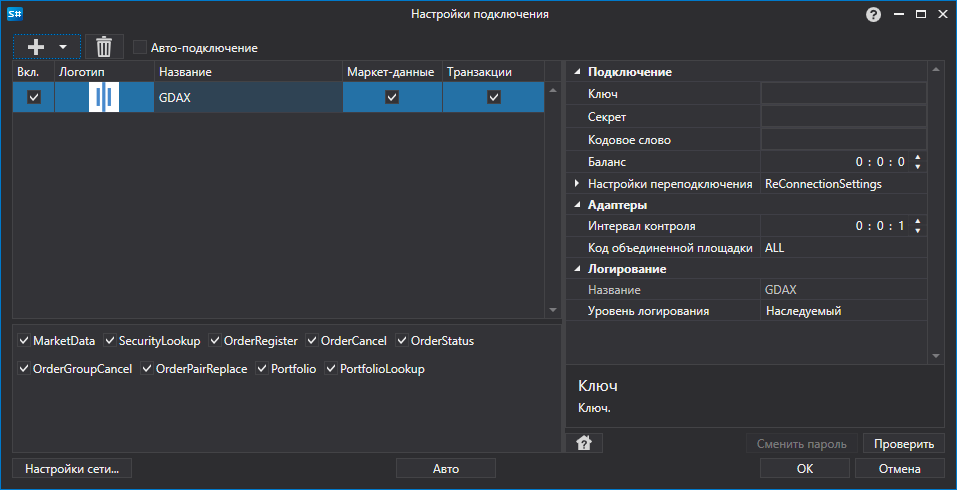 S#
Настройки подключения
?
Авто-подключение
Вкл. Логотип Название Маркет-данные Транзакции
GDAX
MarketData SecurityLookup OrderRegister OrderCancel OrderStatus
OrderGroupCancel OrderPairReplace Portfolio PortfolioLookup
Подключение
Ключ
Секрет
Кодовое слово
Баланс 0 : 0 : 0
Настройки переподключения ReConnectionSettings
Адаптеры
Интервал контроля 0 : 0 : 1
Код объединенной площадки ALL
Логирование
Название GDAX
Уровень логирования Наследуемый
Ключ
Ключ.
?
Сменить пароль Проверить
Настройки сети... Авто OK Отмена